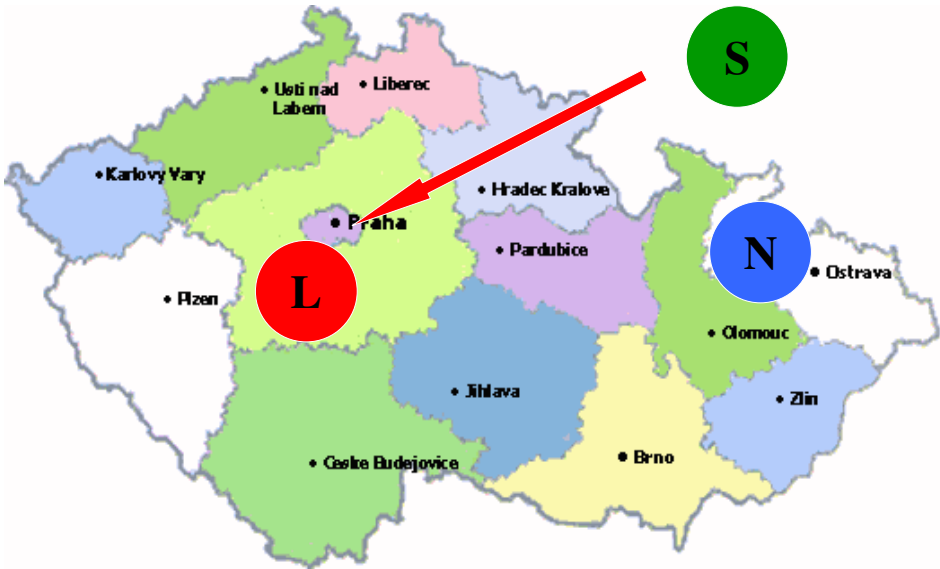 S
Usti nad
Labem
Liberec
Karlovy Vary
Hradec Kralove
Praha
Pardubice
N
Ostrava
L
Plzen
Olomouc
Jihlava
Zlin
Ceske Budejovice
Brno